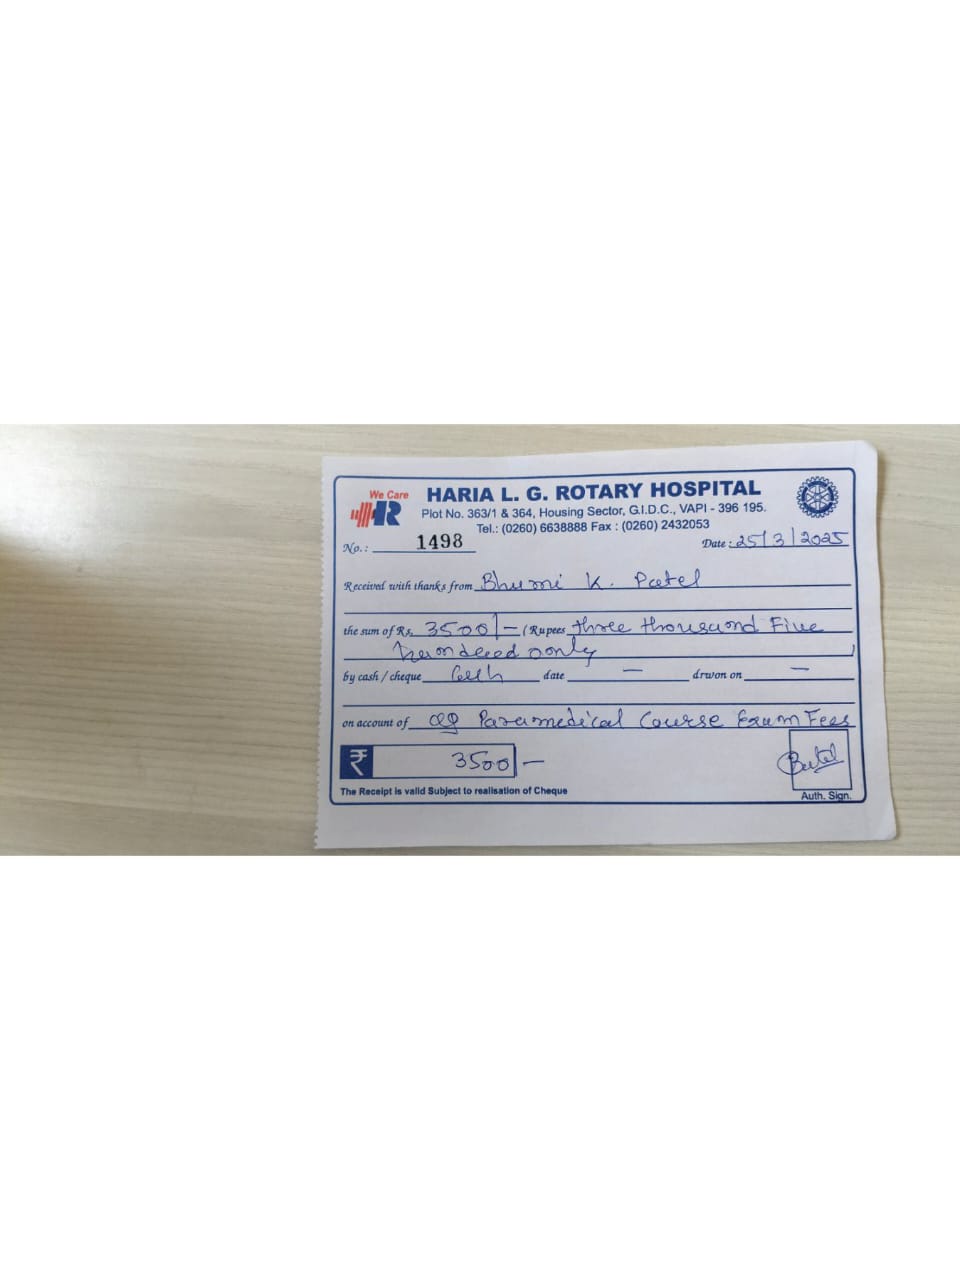 We Care
HR
HARIA L. G. ROTARY HOSPITAL
Plot No. 363/1 & 364, Housing Sector, G.I.D.C., VAPI - 396 195.
Tel.: (0260) 6638888 Fax : (0260) 2432053
No. : 1498
Date : 25/3/2025
Received with thanks from Bhumi K. Patel
the sum of Rs. 3500/- (Rupees three thousand Five
hundered only )
by cash / cheque Cash date — drwon on —
on account of Paramedical Course Exam Fees
₹ 3500/-
The Receipt is valid Subject to realisation of Cheque
Auth. Sign.